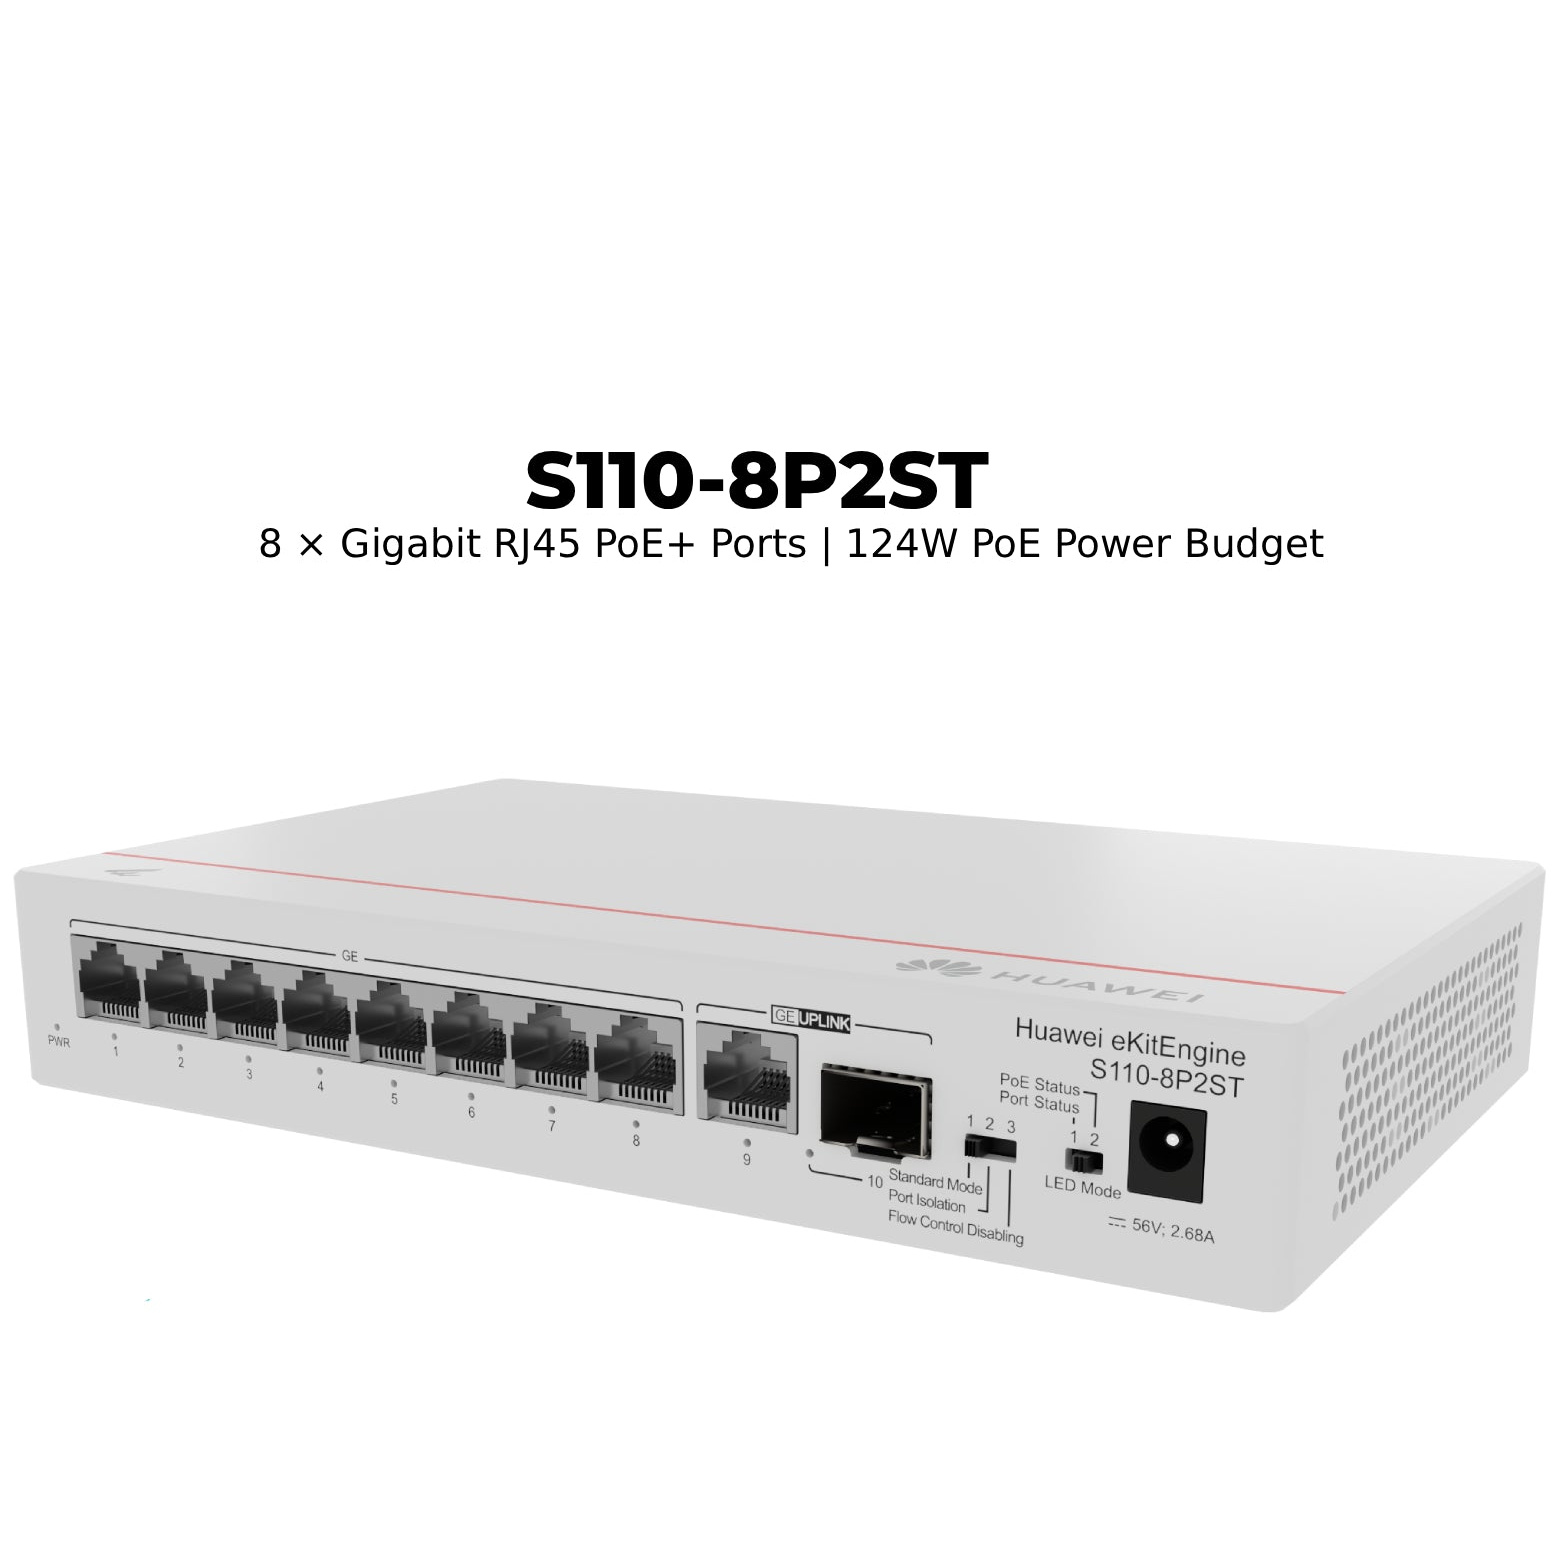 S110-8P2ST
8 × Gigabit RJ45 PoE+ Ports | 124W PoE Power Budget
HUAWEI
GE
GE UPLINK
Huawei eKitEngine
S110-8P2ST
PoE Status
Port Status
1 2
LED Mode
56V; 2.68A
1 2 3
Standard Mode
Port Isolation
Flow Control Disabling
PWR
1
2
3
4
5
6
7
8
9
10